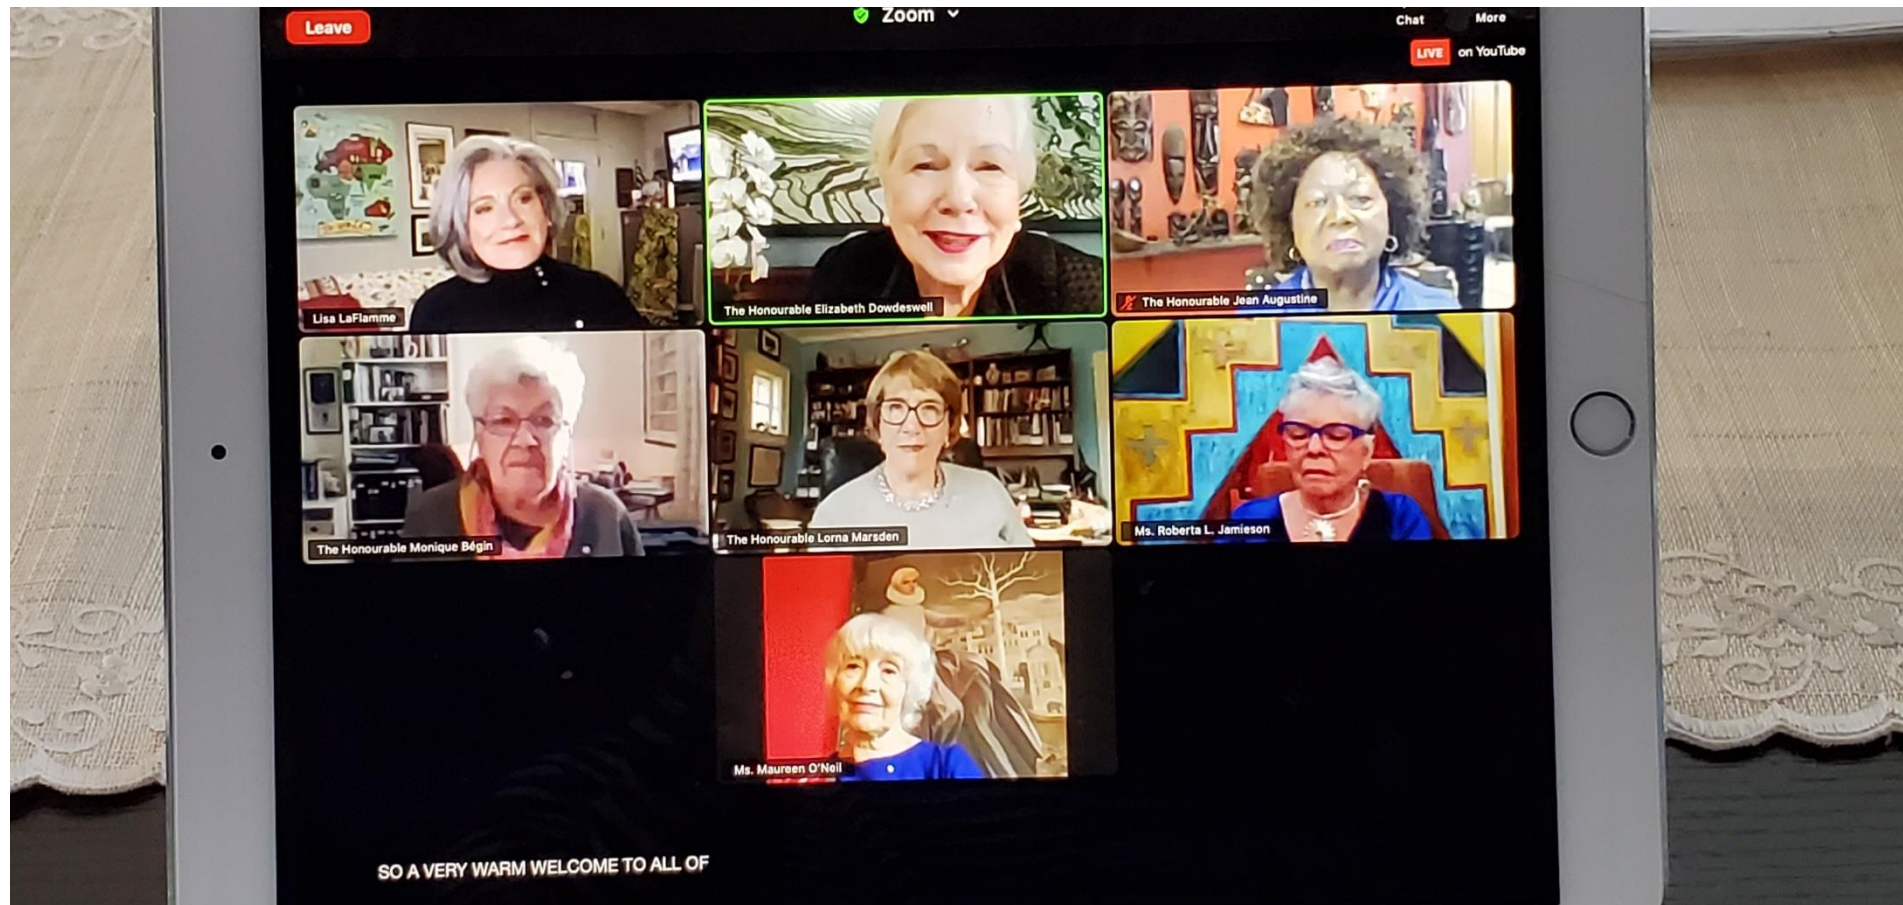 Leave
Zoom
Chat
More
LIVE on YouTube
Lisa LaFlamme
The Honourable Elizabeth Dowdeswell
The Honourable Jean Augustine
The Honourable Monique Bégin
The Honourable Lorna Marsden
Ms. Roberta L. Jamieson
Ms. Maureen O'Neil
SO A VERY WARM WELCOME TO ALL OF